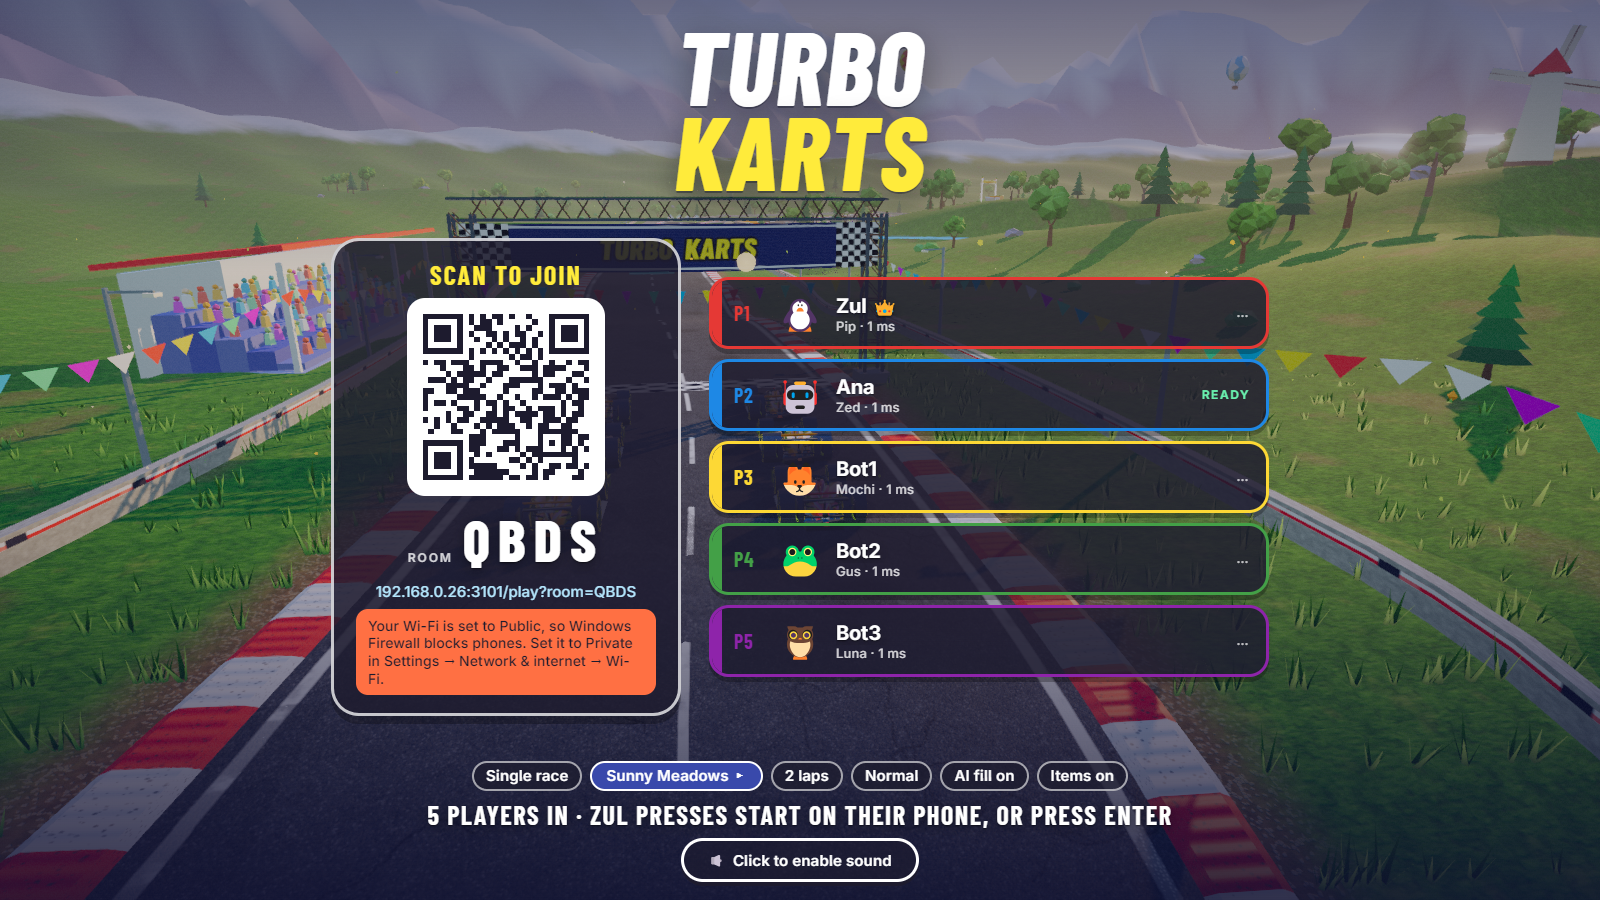 TURBO
KARTS
TURBO KARTS
SCAN TO JOIN
ROOM QBDS
192.168.0.26:3101/play?room=QBDS
Your Wi-Fi is set to Public, so Windows
Firewall blocks phones. Set it to Private
in Settings → Network & internet → Wi-
Fi.
P1
Zul
Pip · 1 ms
...
P2
Ana
Zed · 1 ms
READY
P3
Bot1
Mochi · 1 ms
...
P4
Bot2
Gus · 1 ms
...
P5
Bot3
Luna · 1 ms
...
Single race
Sunny Meadows ▸
2 laps
Normal
AI fill on
Items on
5 PLAYERS IN · ZUL PRESSES START ON THEIR PHONE, OR PRESS ENTER
Click to enable sound